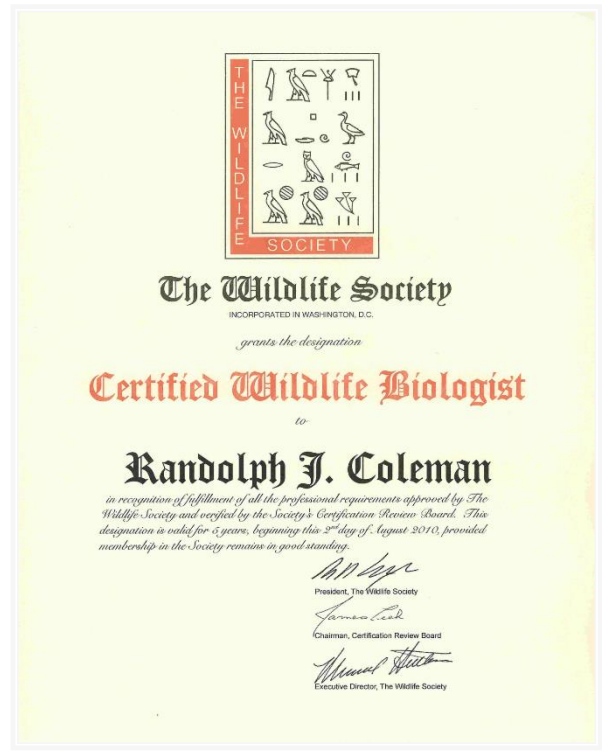 THE WILDLIFE
SOCIETY
The Wildlife Society
INCORPORATED IN WASHINGTON, D.C.
grants the designation
Certified Wildlife Biologist
to
Randolph J. Coleman
in recognition of fulfillment of all the professional requirements approved by The
Wildlife Society and verified by the Society's Certification Review Board. This
designation is valid for 5 years, beginning this 2nd day of August 2010, provided
membership in the Society remains in good standing.
President, The Wildlife Society
James
Chairman, Certification Review Board
Executive Director, The Wildlife Society